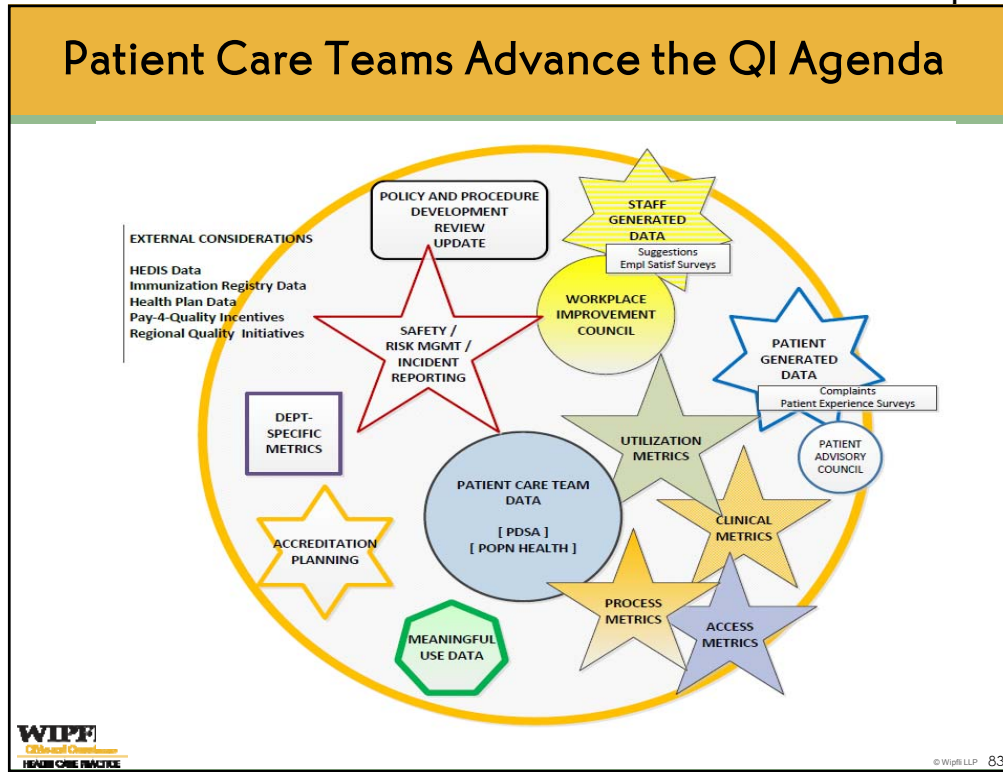 Patient Care Teams Advance the QI Agenda
EXTERNAL CONSIDERATIONS
HEDIS Data
Immunization Registry Data
Health Plan Data
Pay-4-Quality Incentives
Regional Quality Initiatives
POLICY AND PROCEDURE
DEVELOPMENT
REVIEW
UPDATE
STAFF
GENERATED
DATA
Suggestions
Empl Satisf Surveys
WORKPLACE
IMPROVEMENT
COUNCIL
SAFETY /
RISK MGMT /
INCIDENT
REPORTING
PATIENT
GENERATED
DATA
Complaints
Patient Experience Surveys
PATIENT
ADVISORY
COUNCIL
DEPT-
SPECIFIC
METRICS
UTILIZATION
METRICS
PATIENT CARE TEAM
DATA
[ PDSA ]
[ POPN HEALTH ]
CLINICAL
METRICS
ACCREDITATION
PLANNING
PROCESS
METRICS
ACCESS
METRICS
MEANINGFUL
USE DATA
WIPF
HEALTH CARE PRACTICE
© Wipfli LLP 83